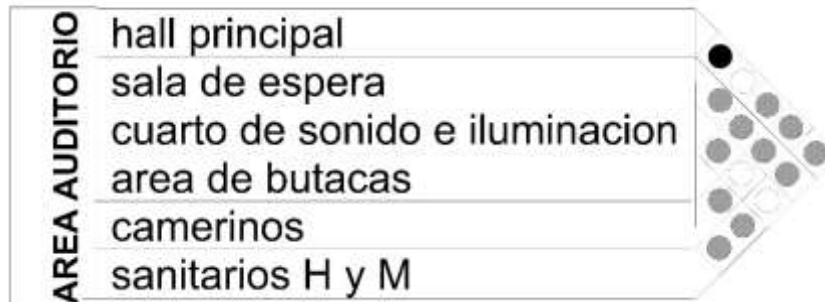 AREA AUDITORIO
hall principal
sala de espera
cuarto de sonido e iluminacion
area de butacas
camerinos
sanitarios H y M